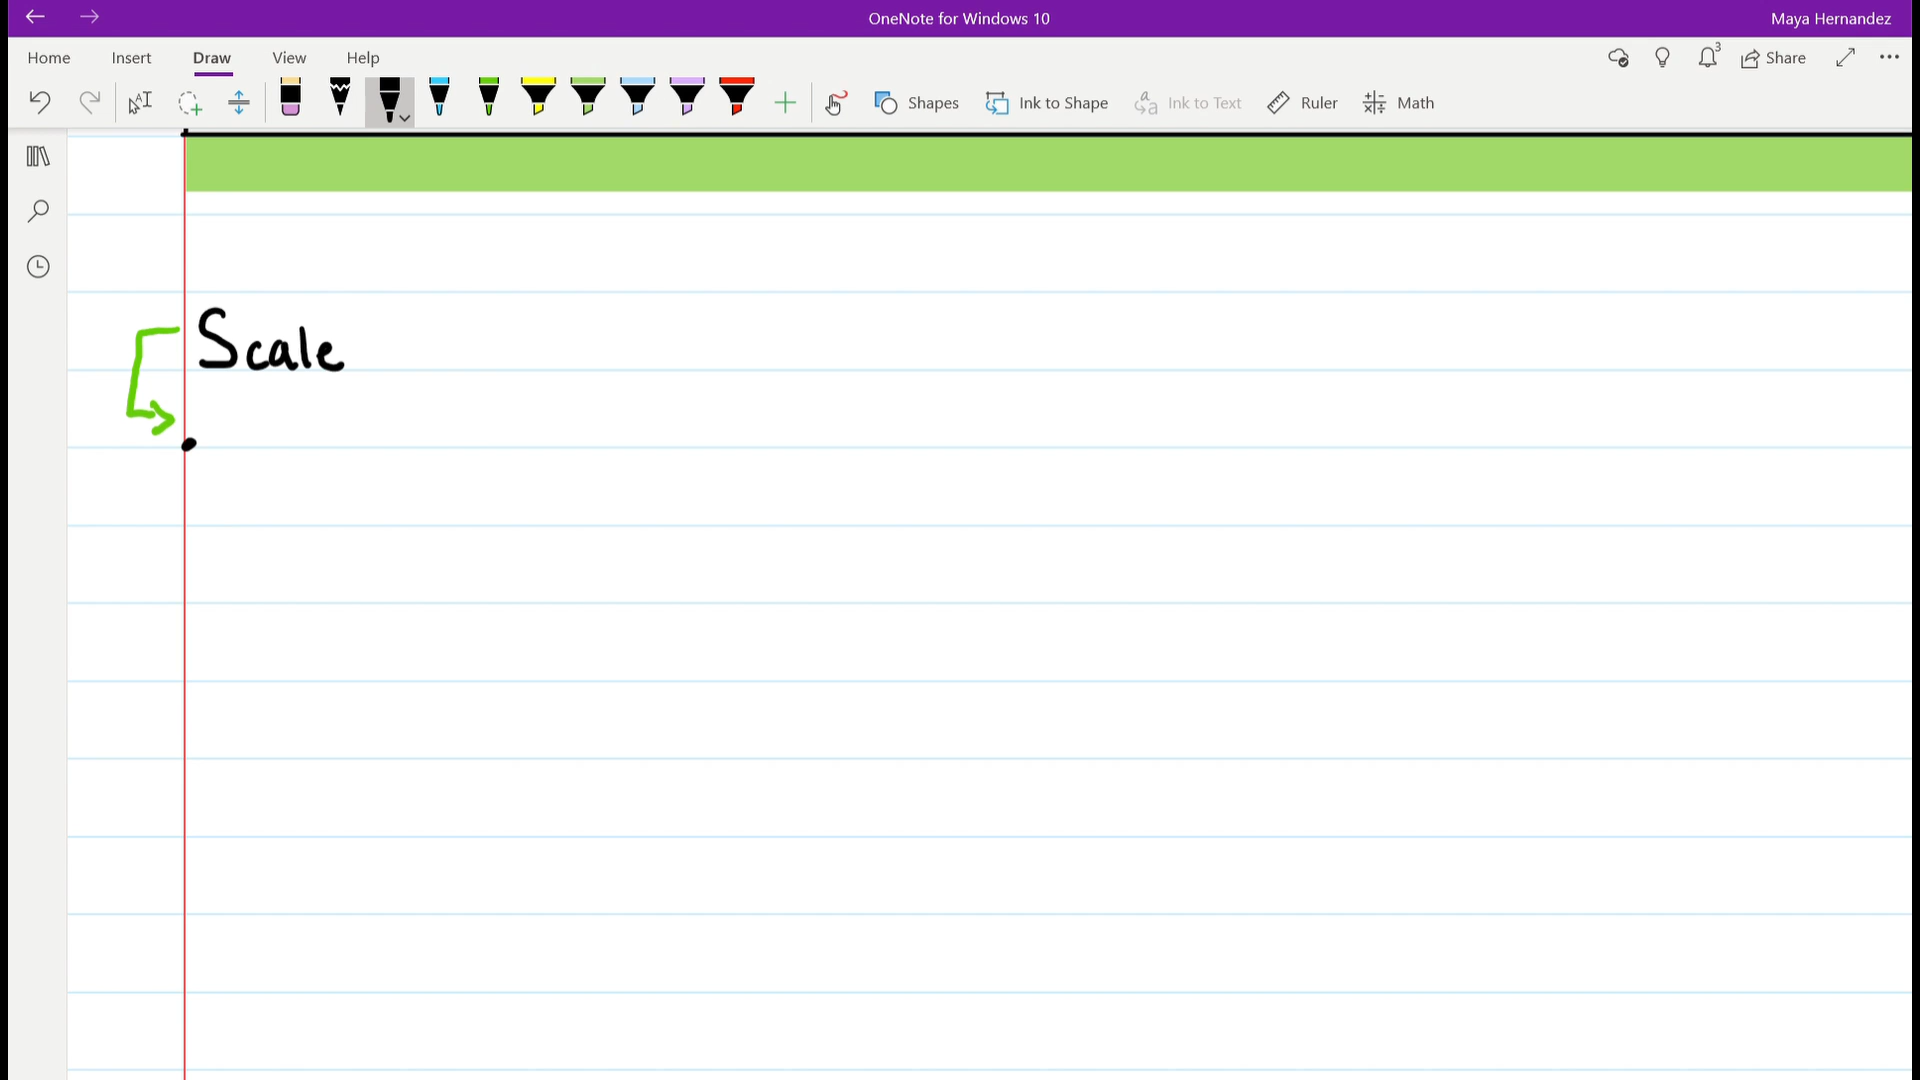 OneNote for Windows 10
Maya Hernandez
Home Insert Draw View Help
3 Share
Shapes Ink to Shape Ink to Text Ruler Math
Scale